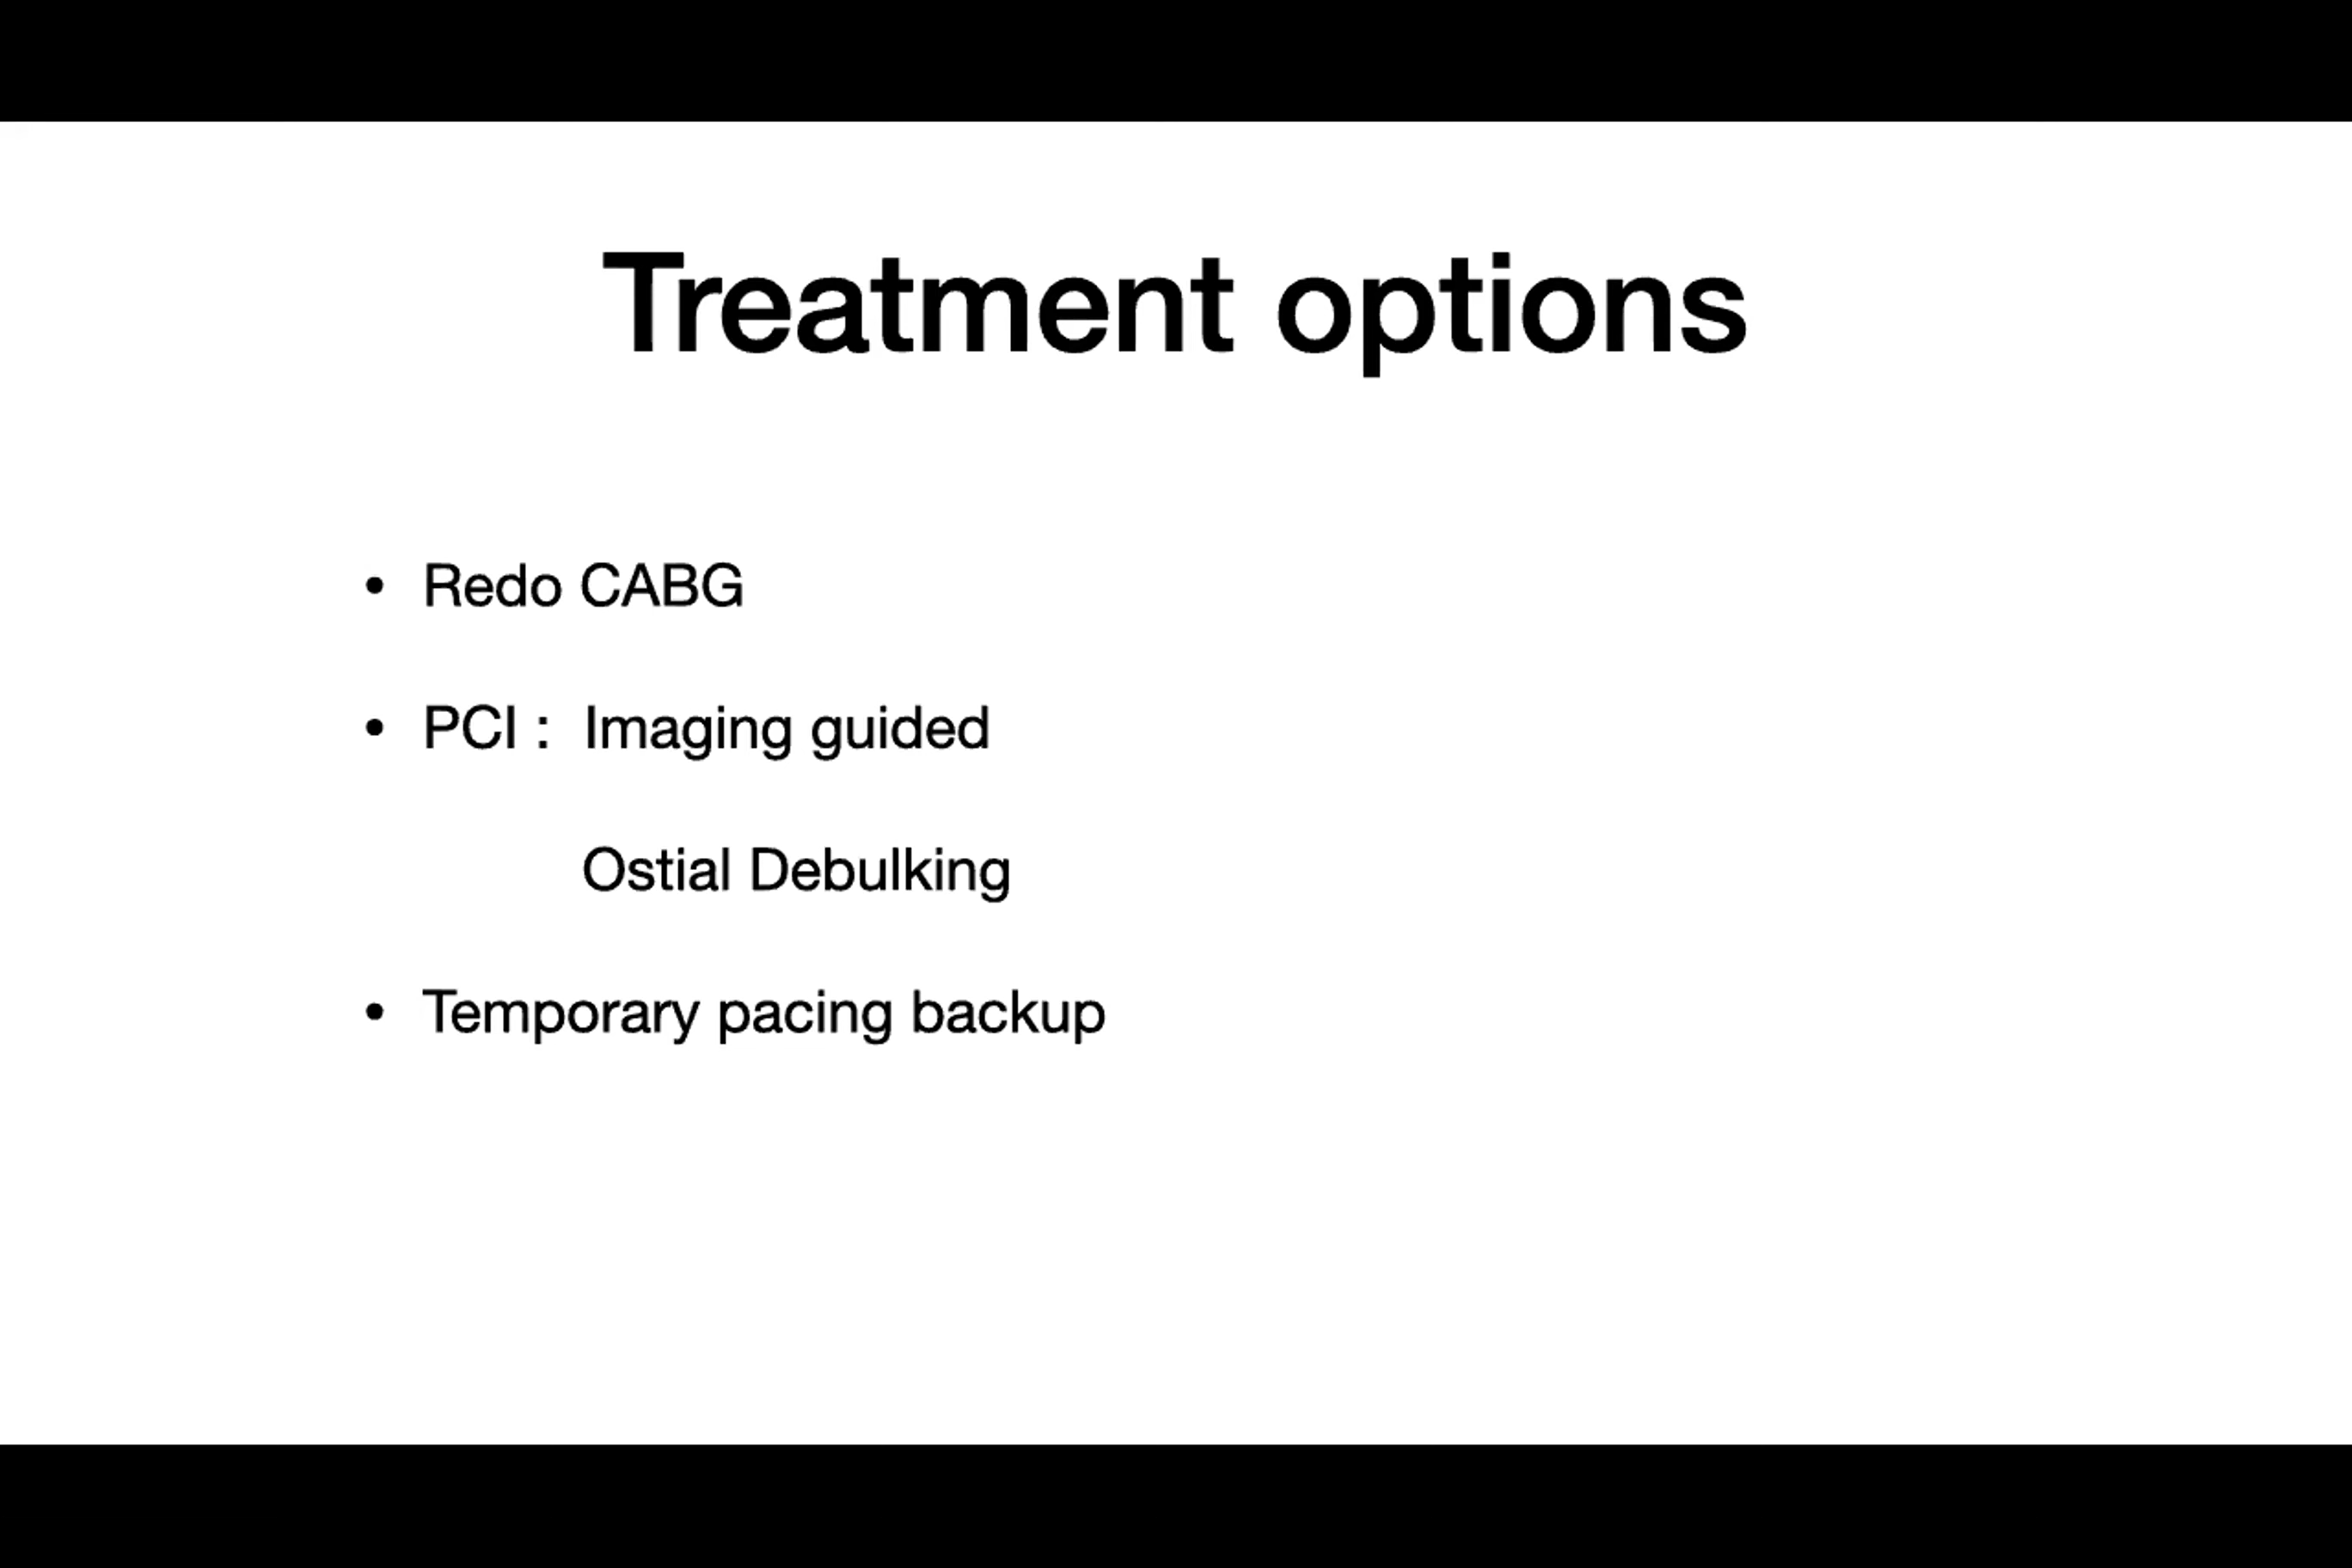 Treatment options
• Redo CABG
• PCI : Imaging guided
Ostial Debulking
• Temporary pacing backup